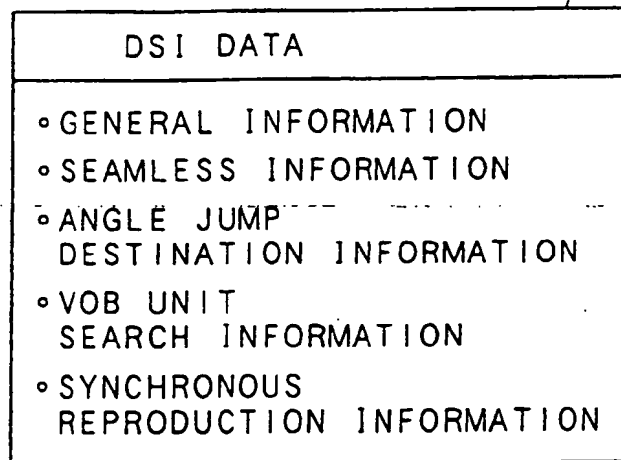 DSI DATA
∘GENERAL INFORMATION
∘SEAMLESS INFORMATION
∘ANGLE JUMP
DESTINATION INFORMATION
∘VOB UNIT
SEARCH INFORMATION
∘SYNCHRONOUS
REPRODUCTION INFORMATION